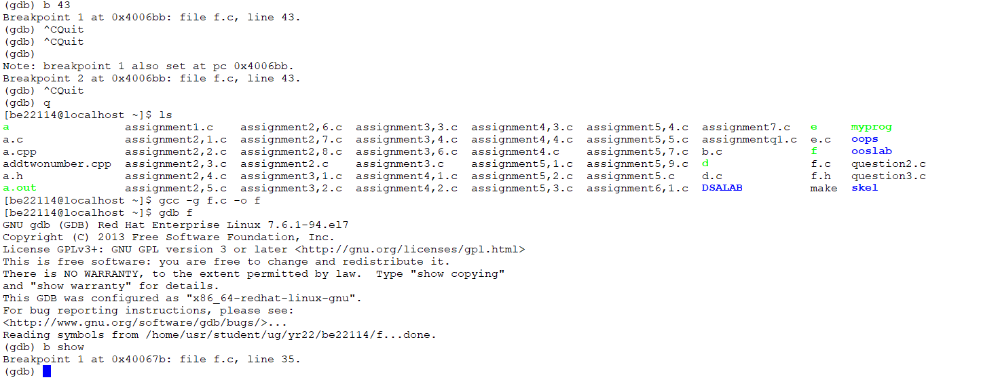 (gdb) b 43
Breakpoint 1 at 0x4006bb: file f.c, line 43.
(gdb) ^CQuit
(gdb) ^CQuit
(gdb)
Note: breakpoint 1 also set at pc 0x4006bb.
Breakpoint 2 at 0x4006bb: file f.c, line 43.
(gdb) ^CQuit
(gdb) q
[be22114@localhost ~]$ ls
a                 assignment1.c    assignment2,6.c  assignment3,3.c  assignment4,3.c  assignment5,4.c  assignment7.c   e     myprog
a.c               assignment2,1.c  assignment2,7.c  assignment3,4.c  assignment4,4.c  assignment5,5.c  assignmentq1.c  e.c   oops
a.cpp             assignment2,2.c  assignment2,8.c  assignment3,6.c  assignment4.c    assignment5,7.c  b.c             f     ooslab
addtwonumber.cpp  assignment2,3.c  assignment2.c    assignment3.c    assignment5,1.c  assignment5,9.c  d               f.c   question2.c
a.h               assignment2,4.c  assignment3,1.c  assignment4,1.c  assignment5,2.c  assignment5.c    d.c             f.h   question3.c
a.out             assignment2,5.c  assignment3,2.c  assignment4,2.c  assignment5,3.c  assignment6,1.c  DSALAB          make  skel
[be22114@localhost ~]$ gcc -g f.c -o f
[be22114@localhost ~]$ gdb f
GNU gdb (GDB) Red Hat Enterprise Linux 7.6.1-94.el7
Copyright (C) 2013 Free Software Foundation, Inc.
License GPLv3+: GNU GPL version 3 or later <http://gnu.org/licenses/gpl.html>
This is free software: you are free to change and redistribute it.
There is NO WARRANTY, to the extent permitted by law.  Type "show copying"
and "show warranty" for details.
This GDB was configured as "x86_64-redhat-linux-gnu".
For bug reporting instructions, please see:
<http://www.gnu.org/software/gdb/bugs/>...
Reading symbols from /home/usr/student/ug/yr22/be22114/f...done.
(gdb) b show
Breakpoint 1 at 0x40067b: file f.c, line 35.
(gdb)